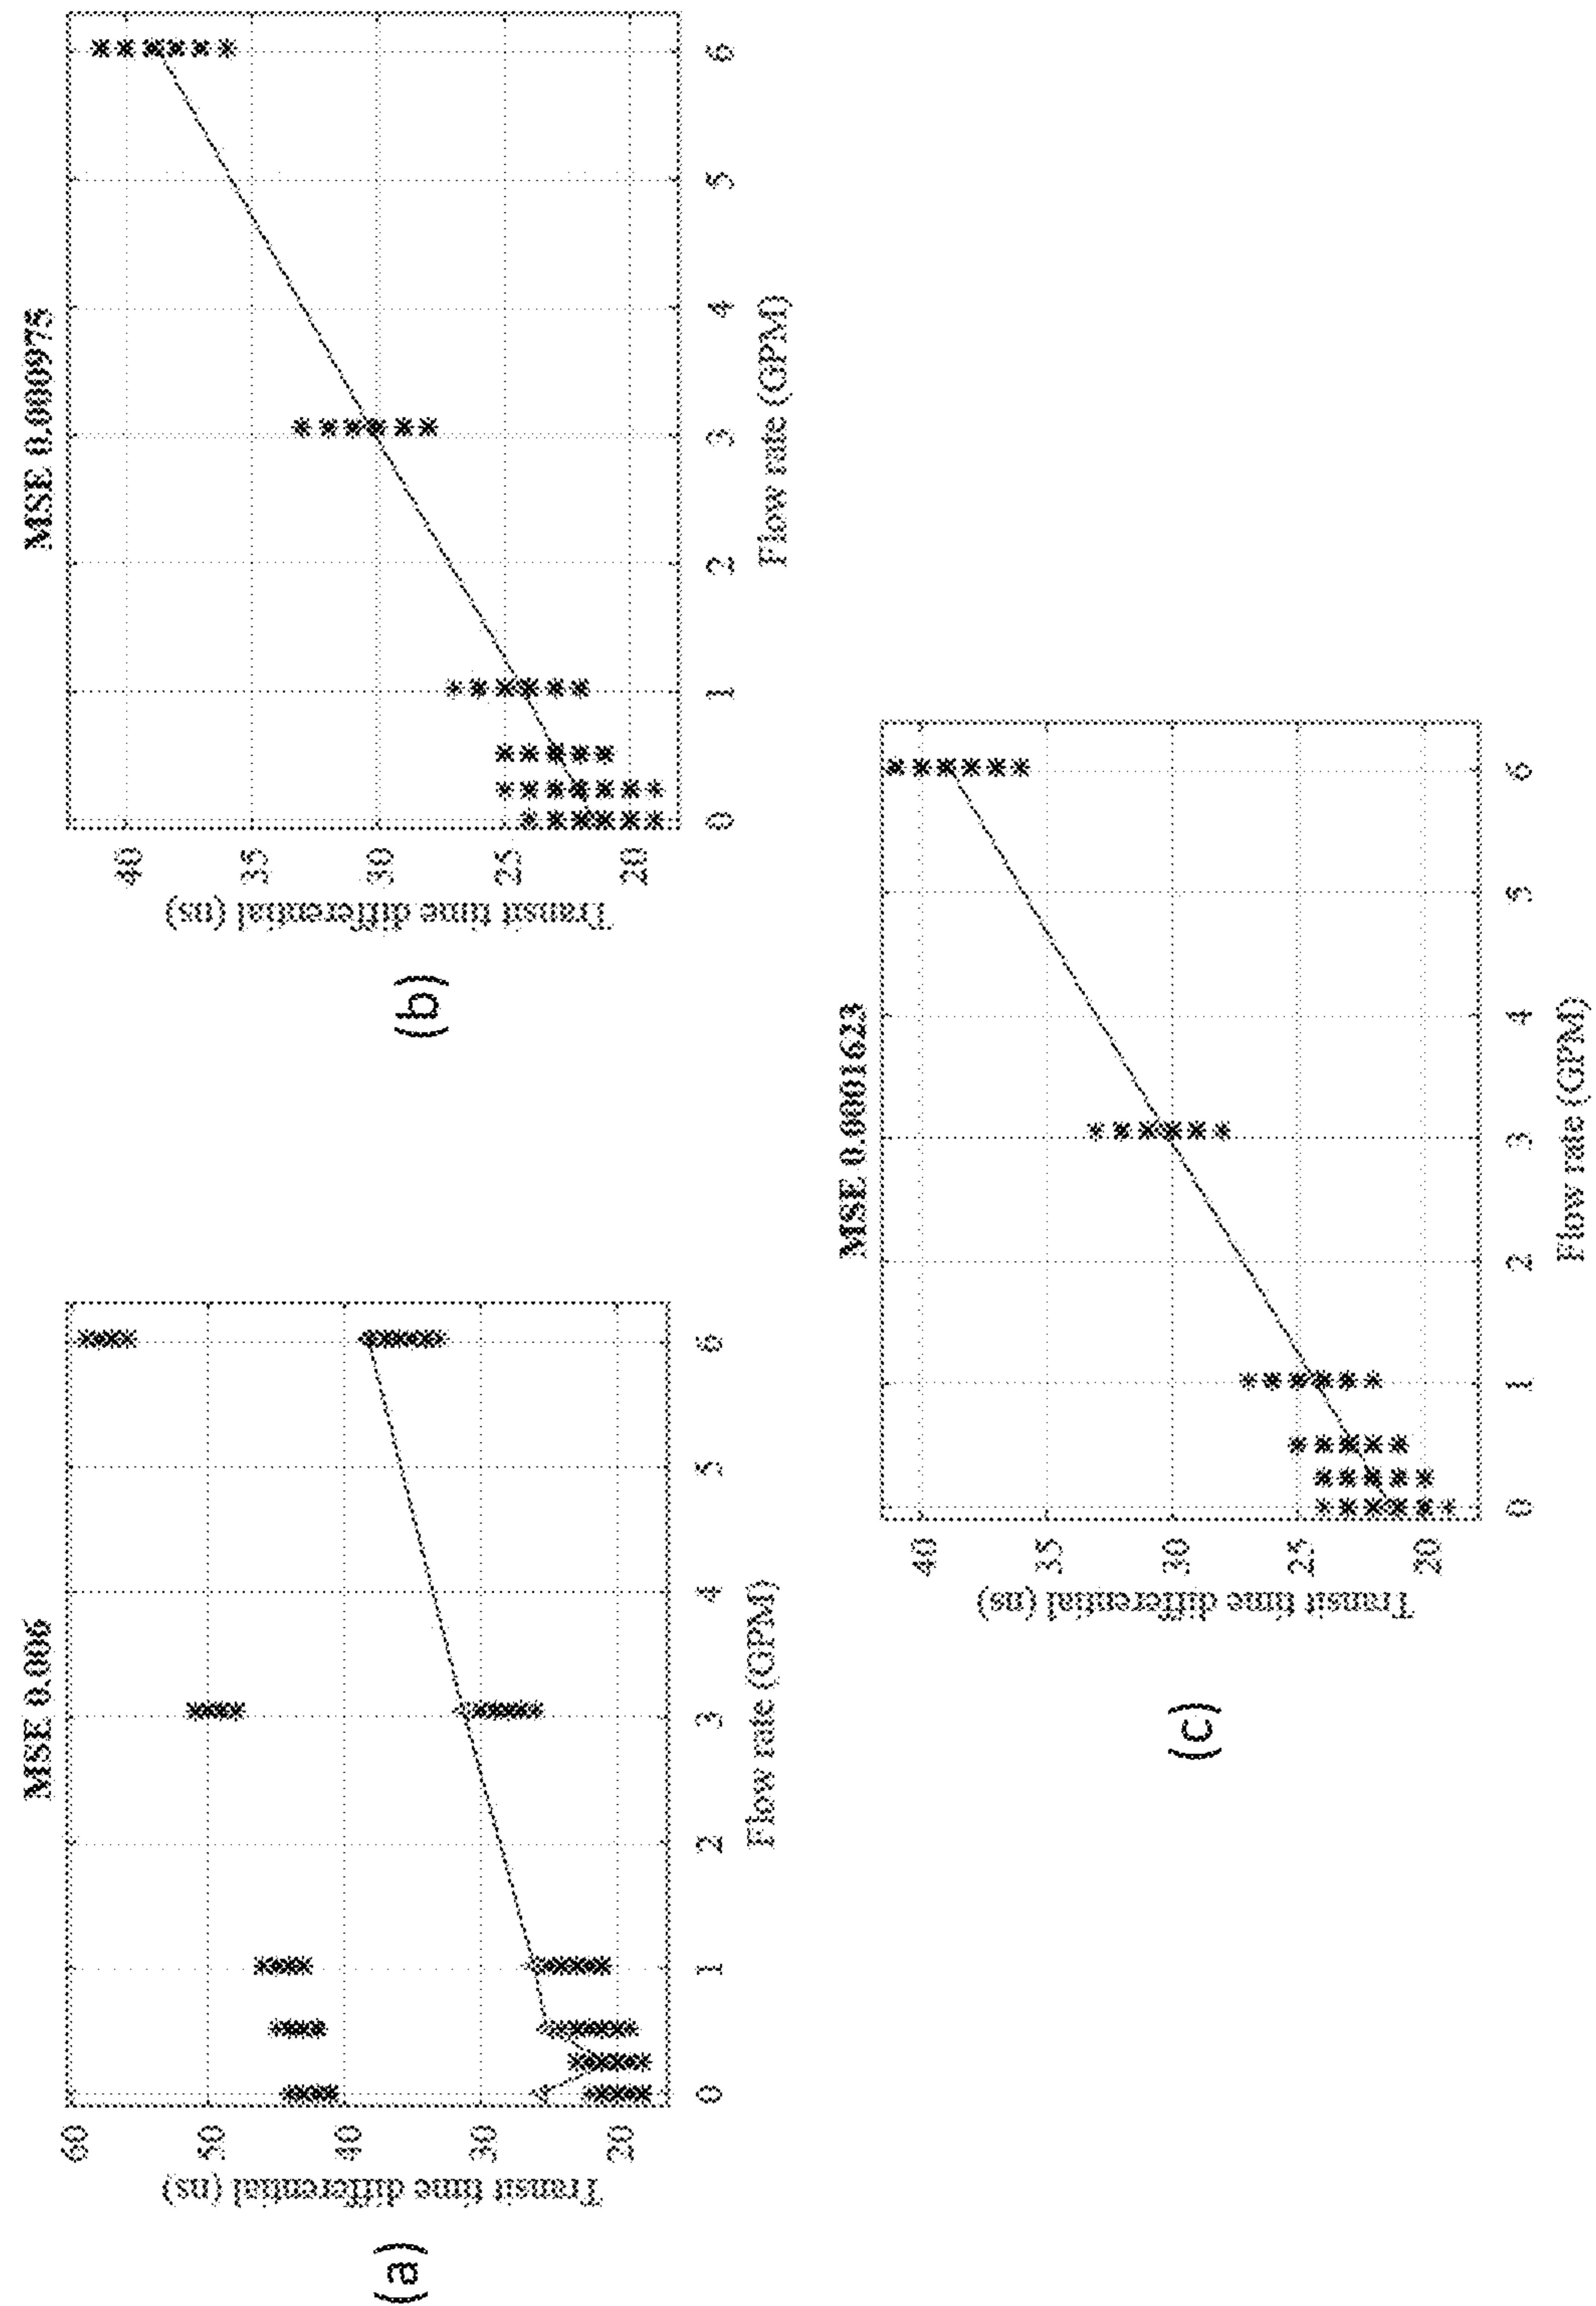 (a)
MSE 0.006
Transit time differential (ns)
60
50
40
30
20
0 1 2 3 4 5 6
Flow rate (GPM)
(b)
MSE 0.000975
Transit time differential (ns)
40
35
30
25
20
0 1 2 3 4 5 6
Flow rate (GPM)
(c)
MSE 0.0001623
Transit time differential (ns)
40
35
30
25
20
0 1 2 3 4 5 6
Flow rate (GPM)